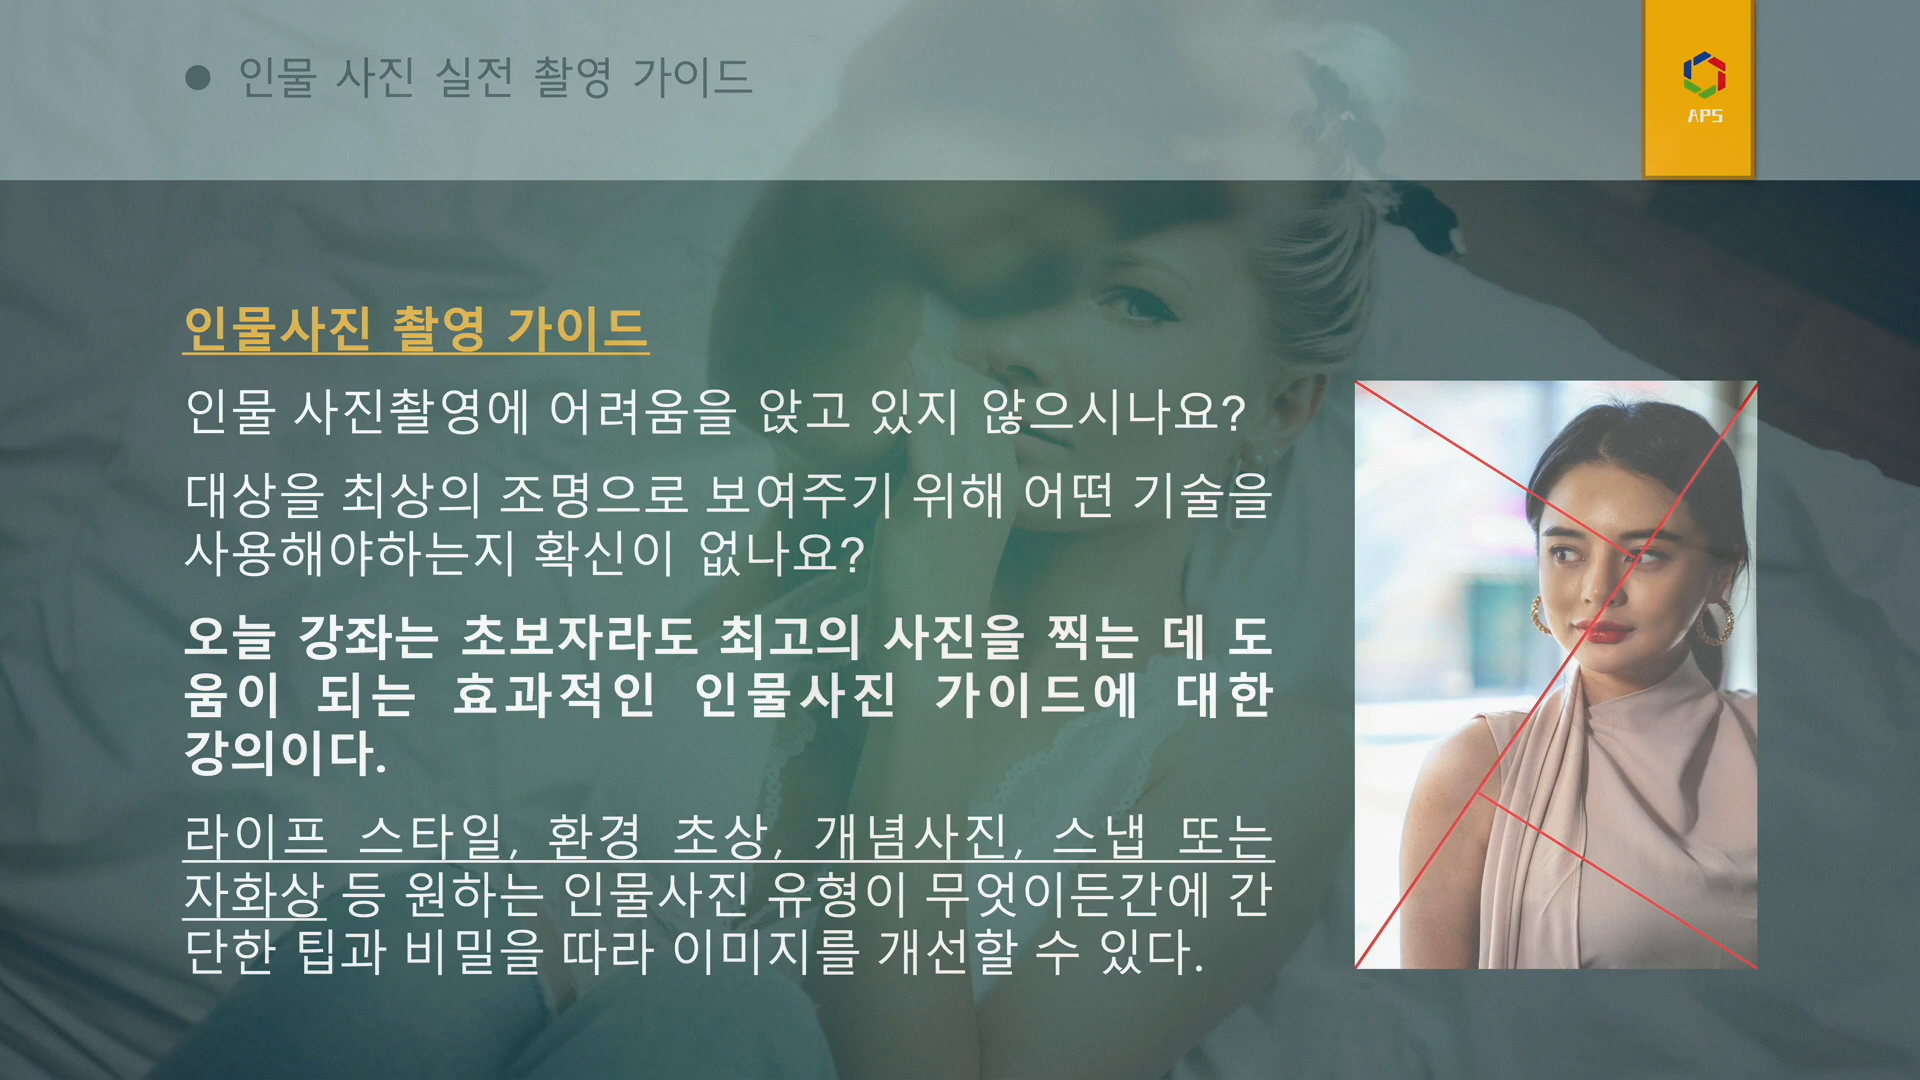 ● 인물 사진 실전 촬영 가이드
APS
인물사진 촬영 가이드
인물 사진촬영에 어려움을 앉고 있지 않으시나요?
대상을 최상의 조명으로 보여주기 위해 어떤 기술을
사용해야하는지 확신이 없나요?
오늘 강좌는 초보자라도 최고의 사진을 찍는 데 도
움이 되는 효과적인 인물사진 가이드에 대한
강의이다.
라이프 스타일, 환경 초상, 개념사진, 스냅 또는
자화상 등 원하는 인물사진 유형이 무엇이든간에 간
단한 팁과 비밀을 따라 이미지를 개선할 수 있다.